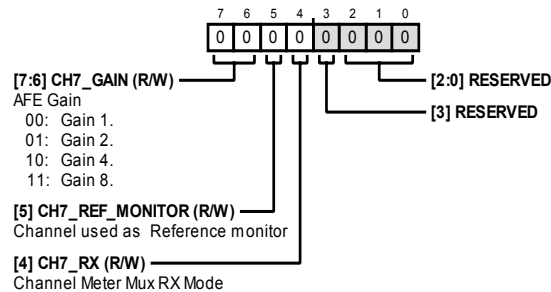 7 6 5 4 3 2 1 0
0 0 0 0 0 0 0 0
[7:6] CH7_GAIN (R/W)
AFE Gain
00: Gain 1.
01: Gain 2.
10: Gain 4.
11: Gain 8.
[5] CH7_REF_MONITOR (R/W)
Channel used as Reference monitor
[4] CH7_RX (R/W)
Channel Meter Mux RX Mode
[2:0] RESERVED
[3] RESERVED